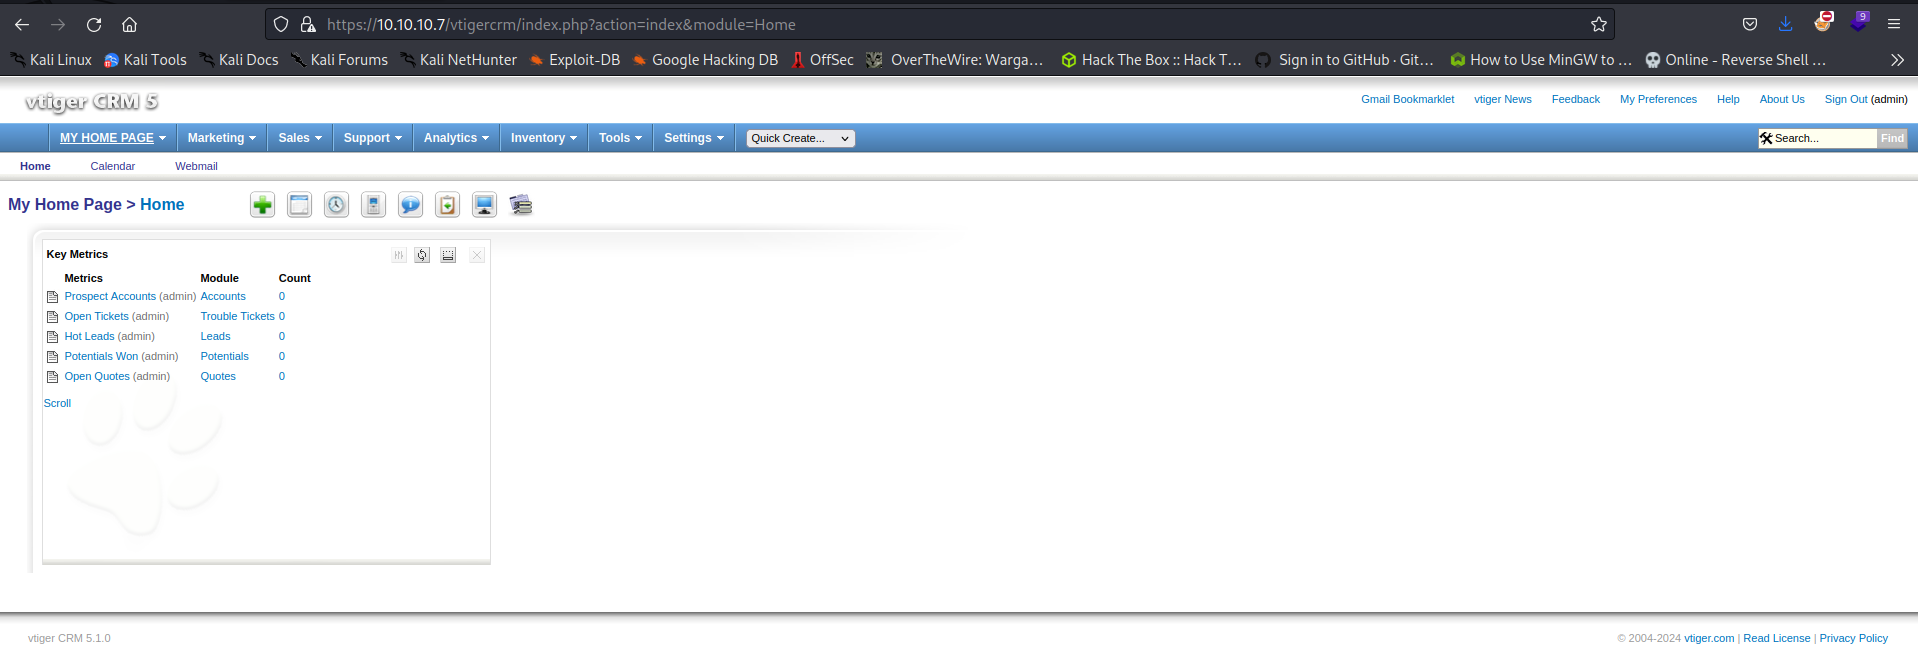 https://10.10.10.7/vtigercrm/index.php?action=index&module=Home
9
Kali Linux Kali Tools Kali Docs Kali Forums Kali NetHunter Exploit-DB Google Hacking DB OffSec OverTheWire: Warga... Hack The Box :: Hack T... Sign in to GitHub · Git... How to Use MinGW to ... Online - Reverse Shell ...
vtiger CRM 5
Gmail Bookmarklet vtiger News Feedback My Preferences Help About Us Sign Out (admin)
MY HOME PAGE Marketing Sales Support Analytics Inventory Tools Settings Quick Create... Search... Find
Home Calendar Webmail
My Home Page > Home
Key Metrics
Metrics Module Count
Prospect Accounts (admin) Accounts 0
Open Tickets (admin) Trouble Tickets 0
Hot Leads (admin) Leads 0
Potentials Won (admin) Potentials 0
Open Quotes (admin) Quotes 0
Scroll
vtiger CRM 5.1.0
© 2004-2024 vtiger.com | Read License | Privacy Policy